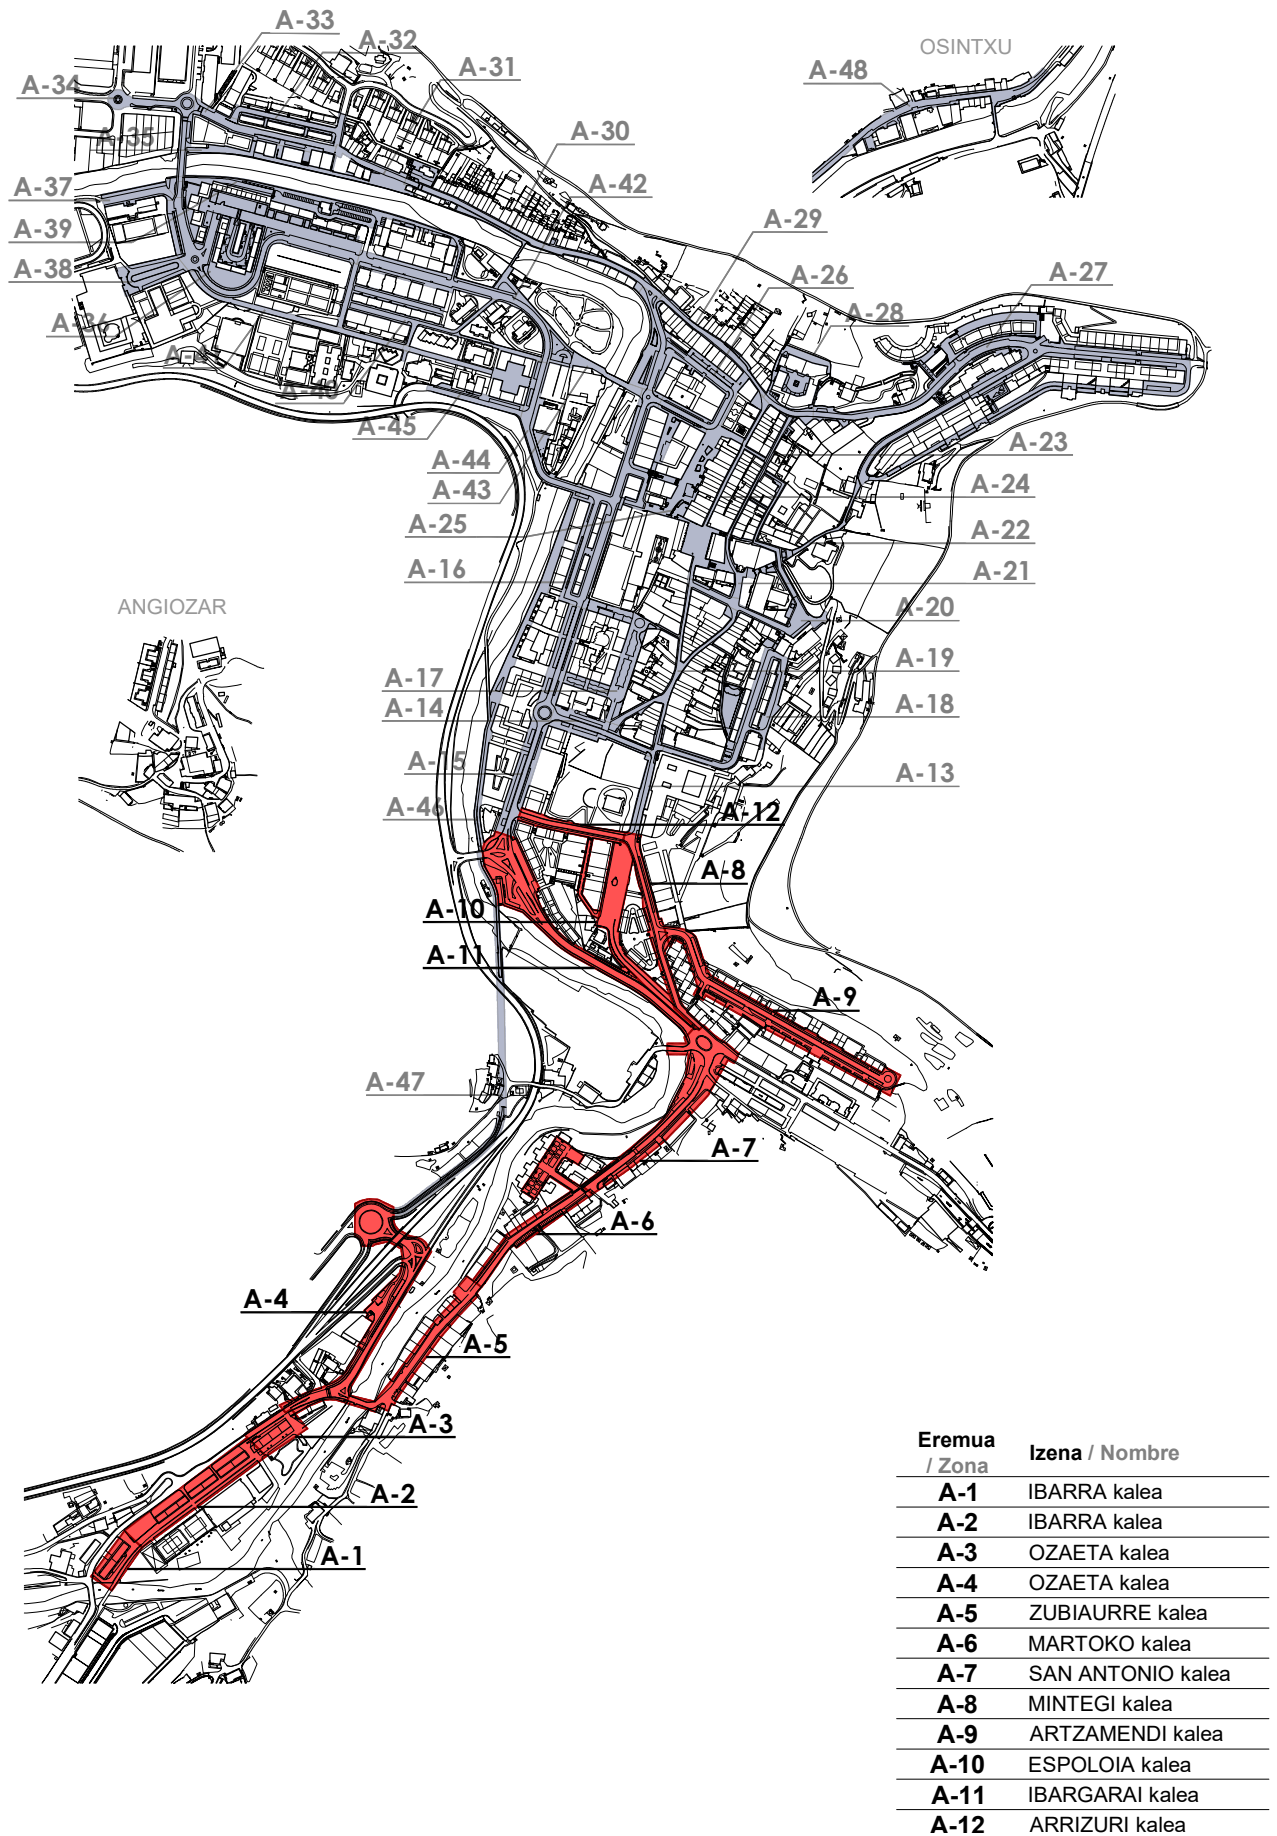 A-33
A-32
OSINTXU
A-31
A-48
A-34
A-30
A-35
A-42
A-37
A-29
A-39
A-26
A-27
A-38
A-28
A-36
A-41
A-40
A-45
A-23
A-44
A-24
A-43
A-25
A-22
A-16
A-21
ANGIOZAR
A-20
A-19
A-17
A-18
A-14
A-15
A-13
A-46
A-12
A-8
A-10
A-11
A-9
A-47
A-7
A-6
A-4
A-5
A-3
A-2
A-1
Eremua / Zona Izena / Nombre
A-1 IBARRA kalea
A-2 IBARRA kalea
A-3 OZAETA kalea
A-4 OZAETA kalea
A-5 ZUBIAURRE kalea
A-6 MARTOKO kalea
A-7 SAN ANTONIO kalea
A-8 MINTEGI kalea
A-9 ARTZAMENDI kalea
A-10 ESPOLOIA kalea
A-11 IBARGARAI kalea
A-12 ARRIZURI kalea